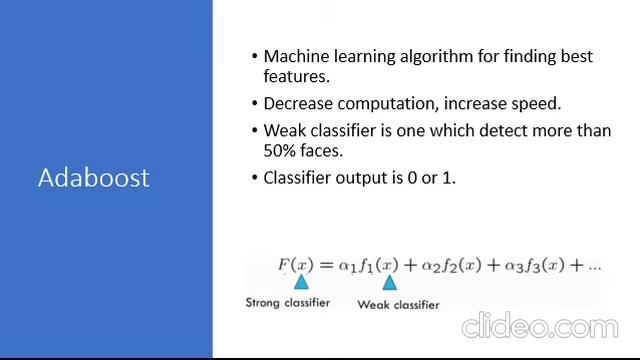 Adaboost
• Machine learning algorithm for finding best
features.
• Decrease computation, increase speed.
• Weak classifier is one which detect more than
50% faces.
• Classifier output is 0 or 1.
F(x) = α₁f₁(x) + α₂f₂(x) + α₃f₃(x) + ...
Strong classifier Weak classifier
clideo.com